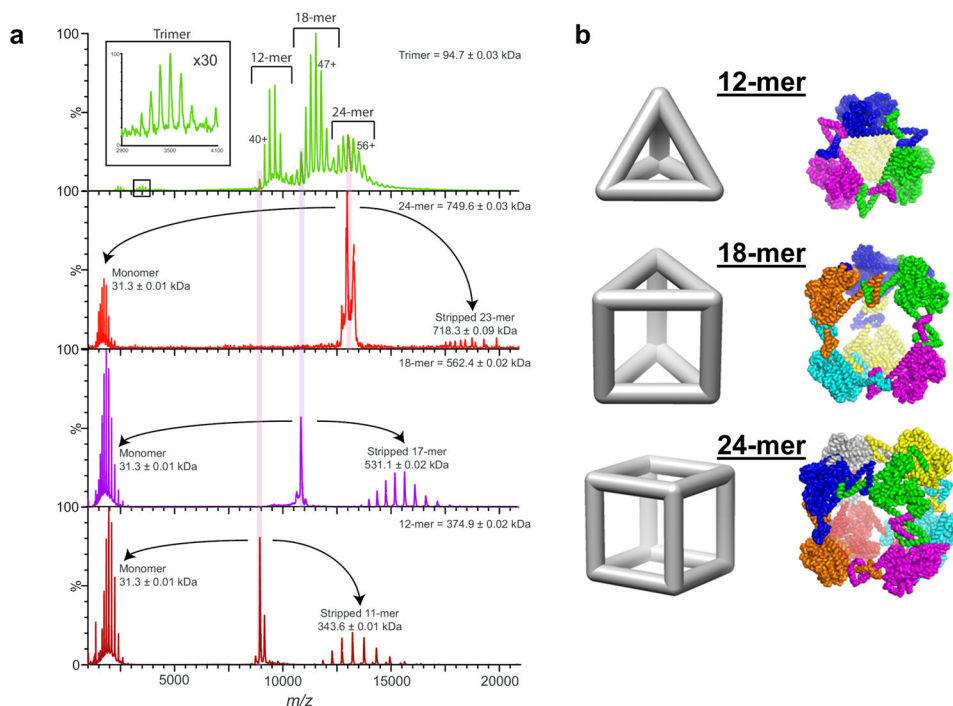 a
b
Trimer
x30
2900
3500
4100
18-mer
12-mer
47+
24-mer
40+
56+
Trimer = 94.7 ± 0.03 kDa
100
%
100
24-mer = 749.6 ± 0.03 kDa
Monomer
31.3 ± 0.01 kDa
Stripped 23-mer
718.3 ± 0.09 kDa
%
100
18-mer = 562.4 ± 0.02 kDa
Monomer
31.3 ± 0.01 kDa
Stripped 17-mer
531.1 ± 0.02 kDa
%
100
12-mer = 374.9 ± 0.02 kDa
Monomer
31.3 ± 0.01 kDa
Stripped 11-mer
343.6 ± 0.01 kDa
%
0
5000
10000
15000
20000
m/z
12-mer
18-mer
24-mer